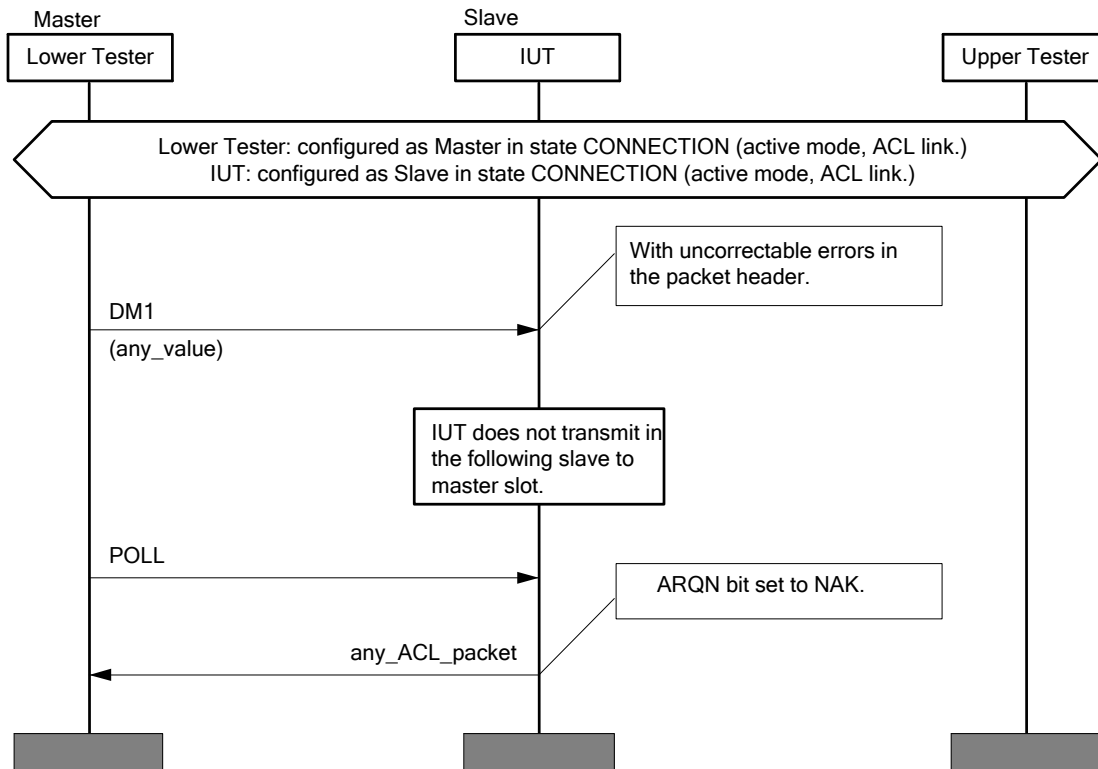 Master
Slave
Lower Tester
IUT
Upper Tester
Lower Tester: configured as Master in state CONNECTION (active mode, ACL link.)
IUT: configured as Slave in state CONNECTION (active mode, ACL link.)
With uncorrectable errors in
the packet header.
DM1
(any_value)
IUT does not transmit in
the following slave to
master slot.
POLL
ARQN bit set to NAK.
any_ACL_packet